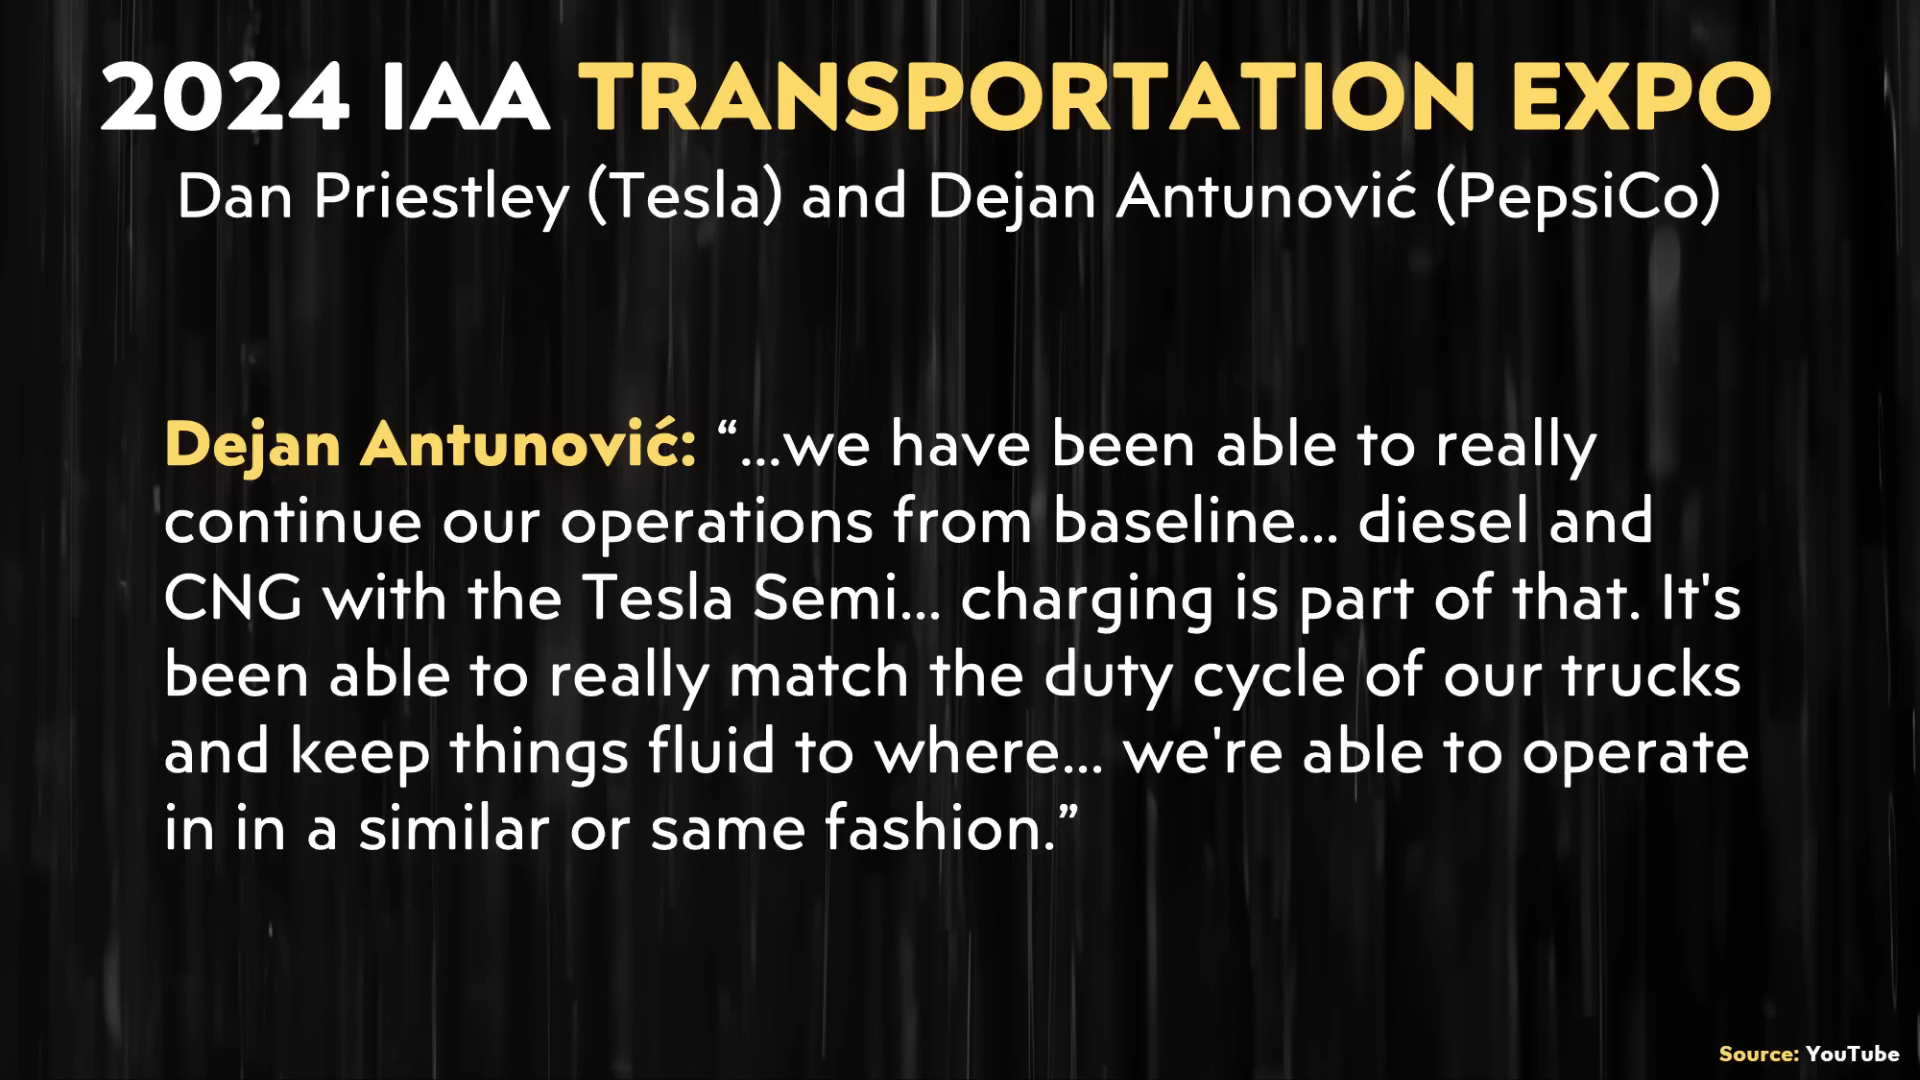 2024 IAA TRANSPORTATION EXPO
Dan Priestley (Tesla) and Dejan Antunović (PepsiCo)
Dejan Antunović: “...we have been able to really
continue our operations from baseline... diesel and
CNG with the Tesla Semi... charging is part of that. It's
been able to really match the duty cycle of our trucks
and keep things fluid to where... we're able to operate
in in a similar or same fashion.”
Source: YouTube